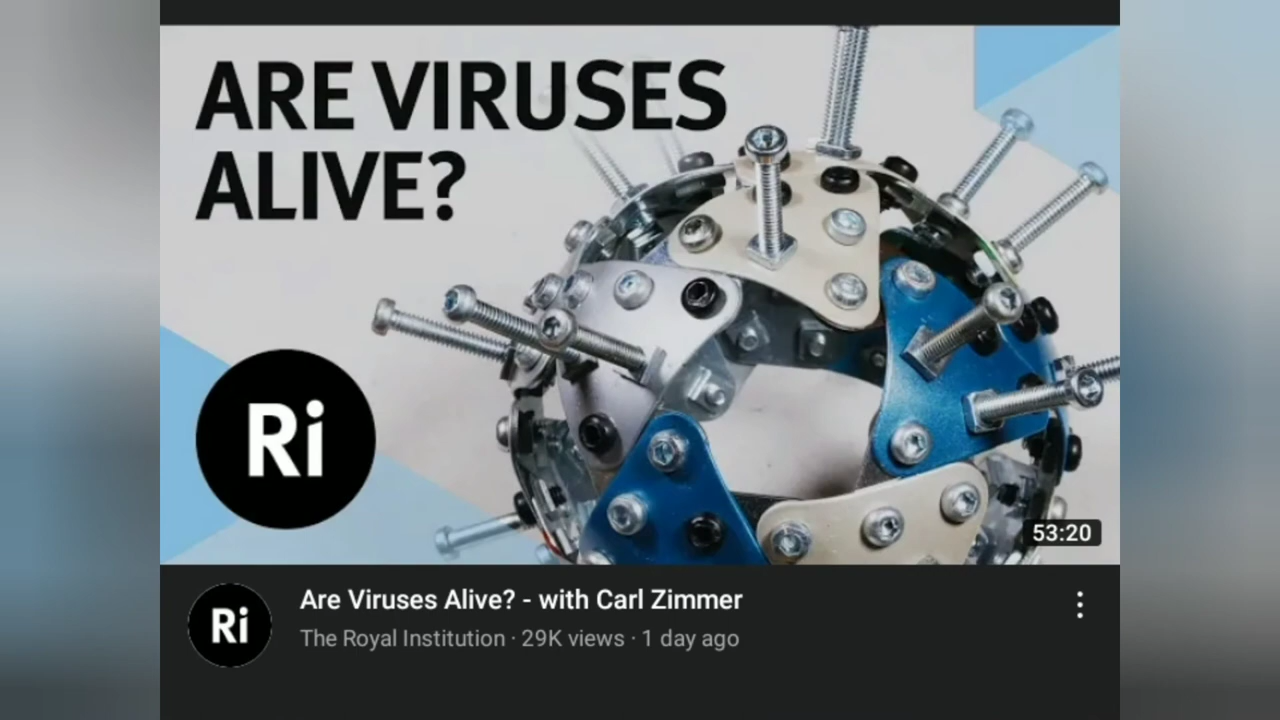 ARE VIRUSES
ALIVE?
Ri
53:20
Ri
Are Viruses Alive? - with Carl Zimmer
The Royal Institution · 29K views · 1 day ago